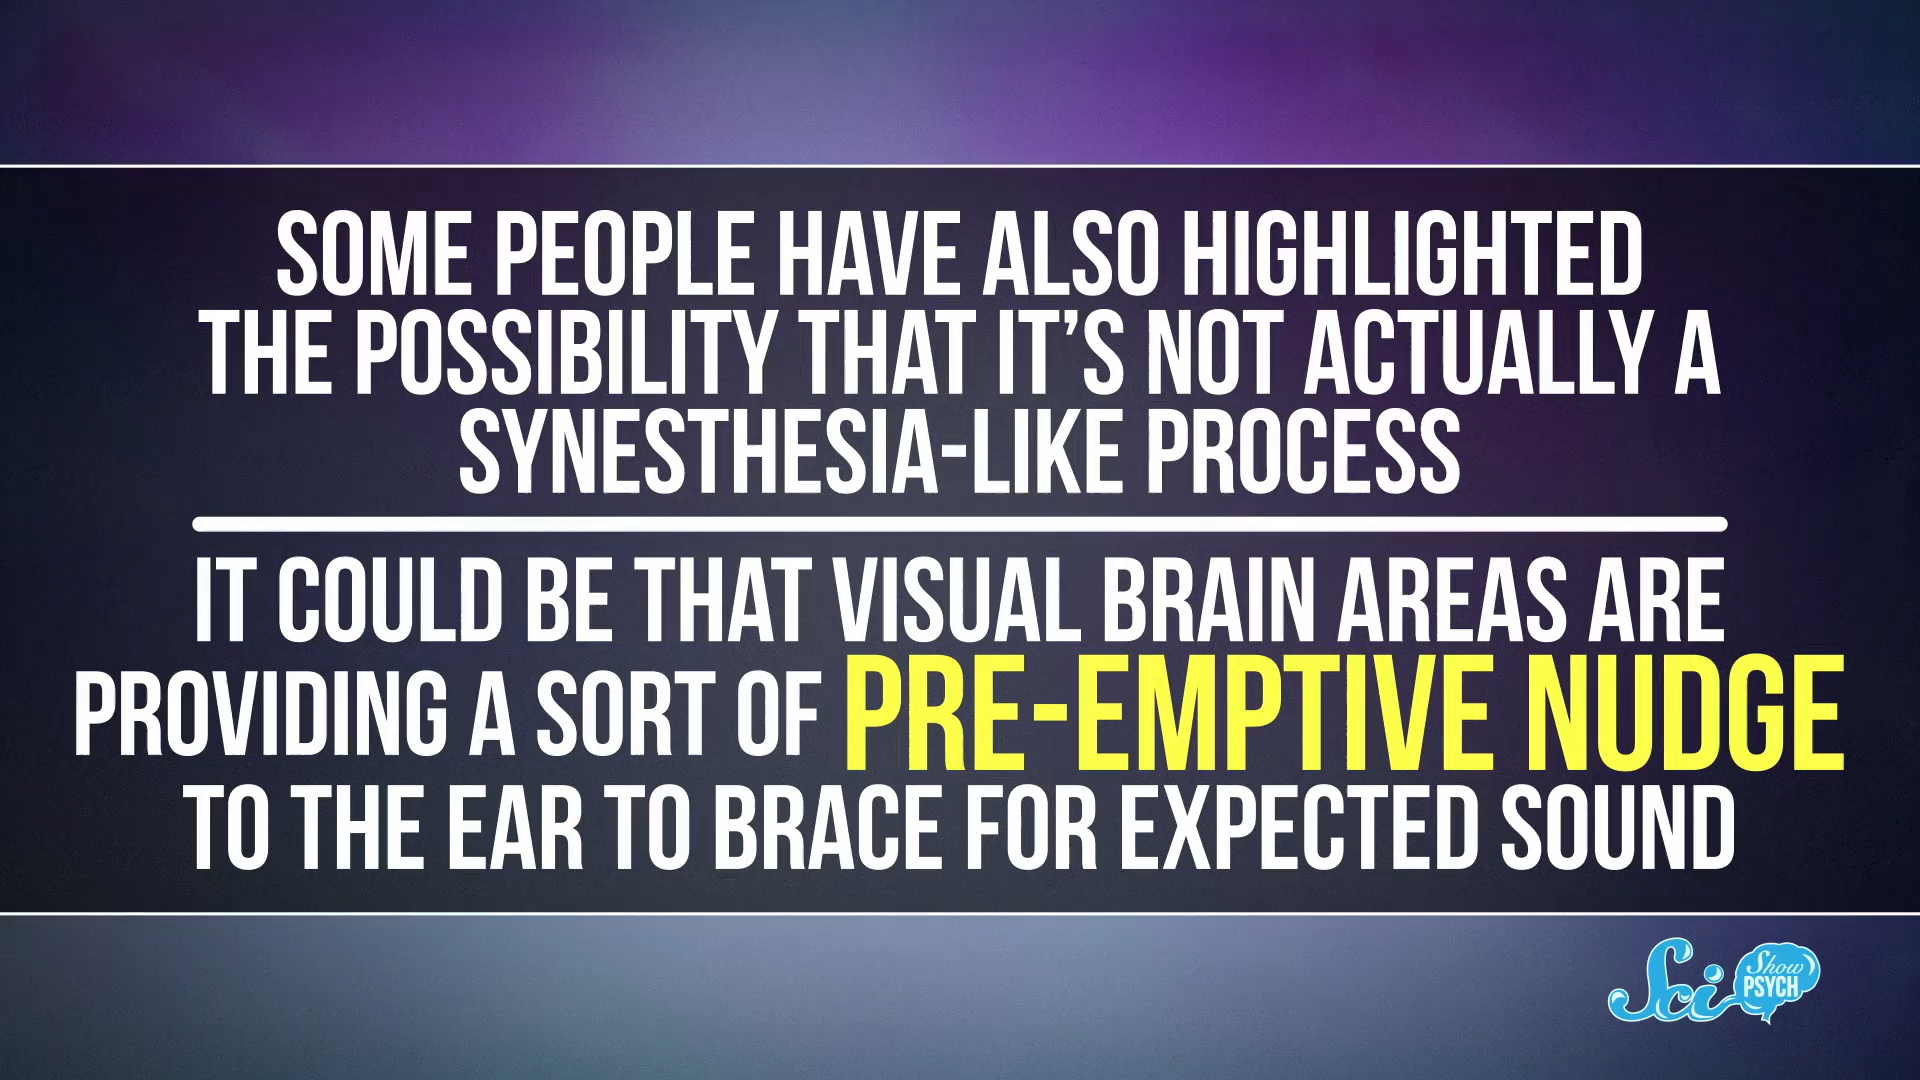 SOME PEOPLE HAVE ALSO HIGHLIGHTED
THE POSSIBILITY THAT IT’S NOT ACTUALLY A
SYNESTHESIA-LIKE PROCESS
IT COULD BE THAT VISUAL BRAIN AREAS ARE
PROVIDING A SORT OF PRE-EMPTIVE NUDGE
TO THE EAR TO BRACE FOR EXPECTED SOUND
Sci Show
PSYCH